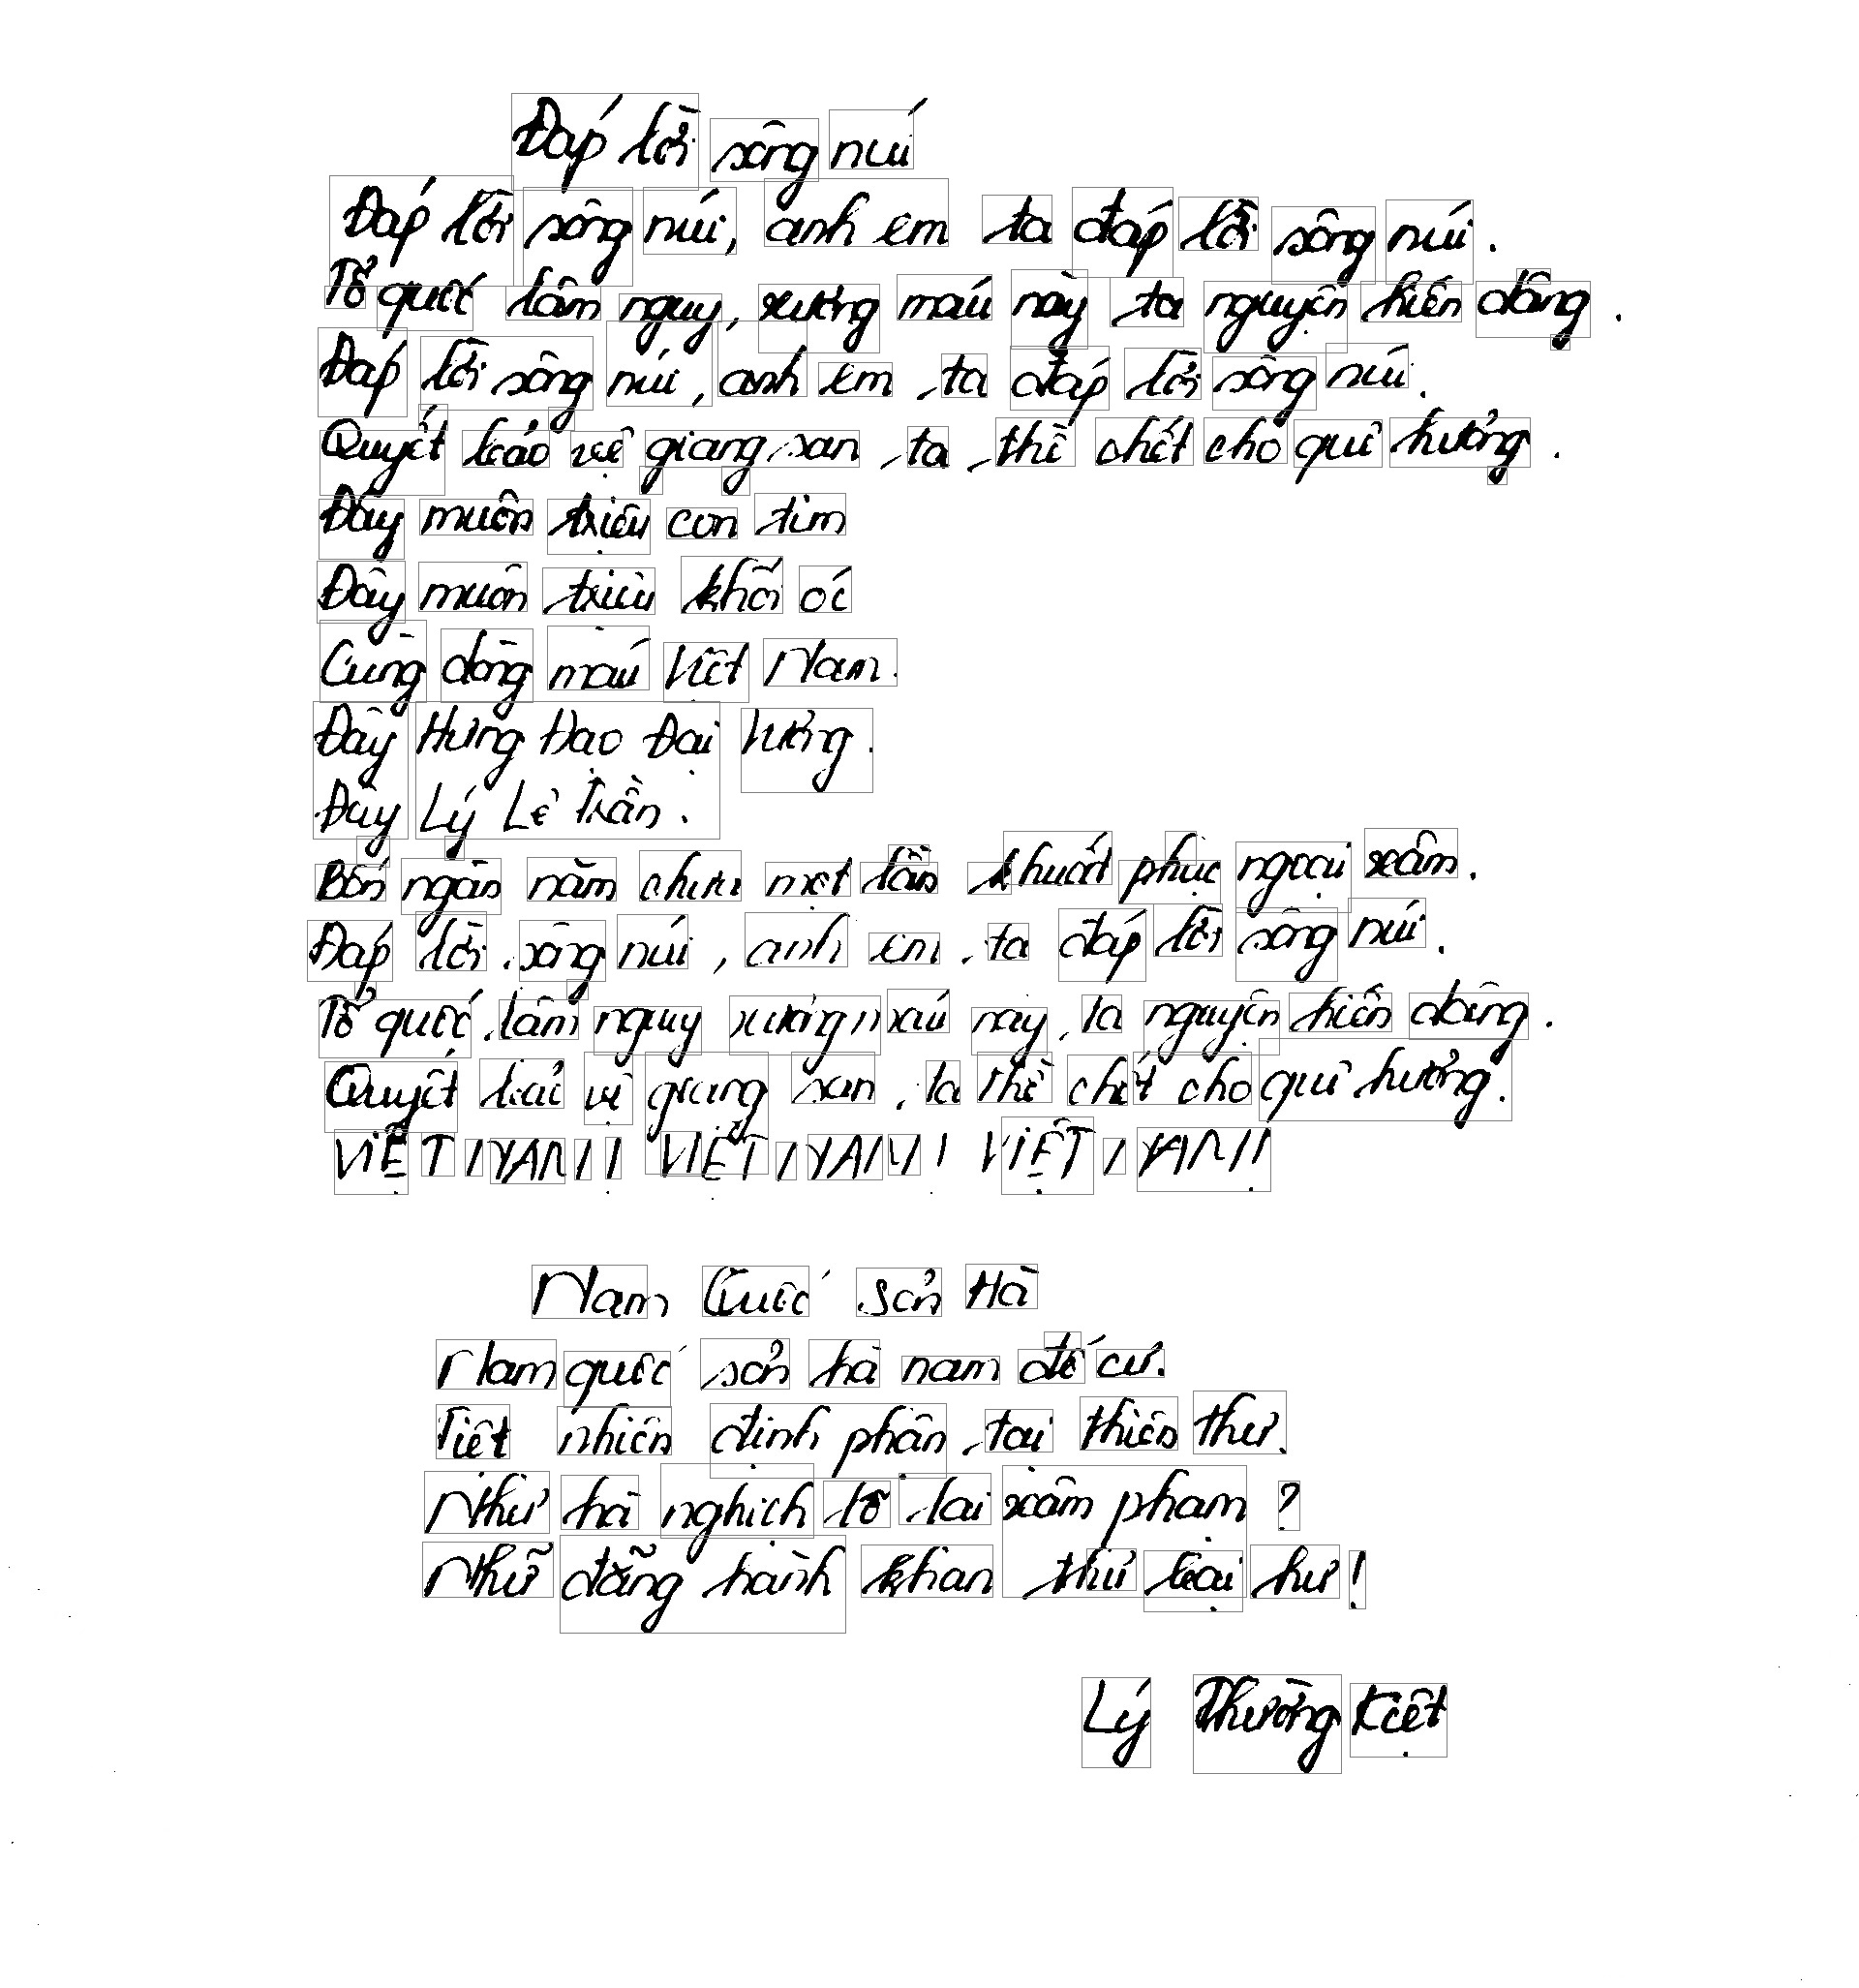 Đáp lời sông núi
Đáp lời sông núi, anh em ta đáp lời sông núi.
Tổ quốc lâm nguy, xương máu này ta nguyện hiến dâng.
Đáp lời sông núi, anh em ta đáp lời sông núi.
Quyết bảo vệ giang san ta thề chết cho quê hương.
Đây muôn triệu con tim
Đây muôn triệu khối óc
Cùng dòng máu Việt Nam.
Đây Hưng Đạo Đại Vương.
Đây Lý Lê Trần.
Bốn ngàn năm chưa một lần khuất phục ngoại xâm.
Đáp lời sông núi, anh em ta đáp lời sông núi.
Tổ quốc lâm nguy xương máu này, ta nguyện hiến dâng.
Quyết bảo vệ giang san, ta thề chết cho quê hương.
VIỆT NAM! VIỆT NAM! VIỆT NAM!
Nam Quốc Sơn Hà
Nam quốc sơn hà nam đế cư.
Tiệt nhiên định phận tại thiên thư.
Như hà nghịch lỗ lai xâm phạm ?
Nhữ đẳng hành khan thủ bại hư !
Lý Thường Kiệt